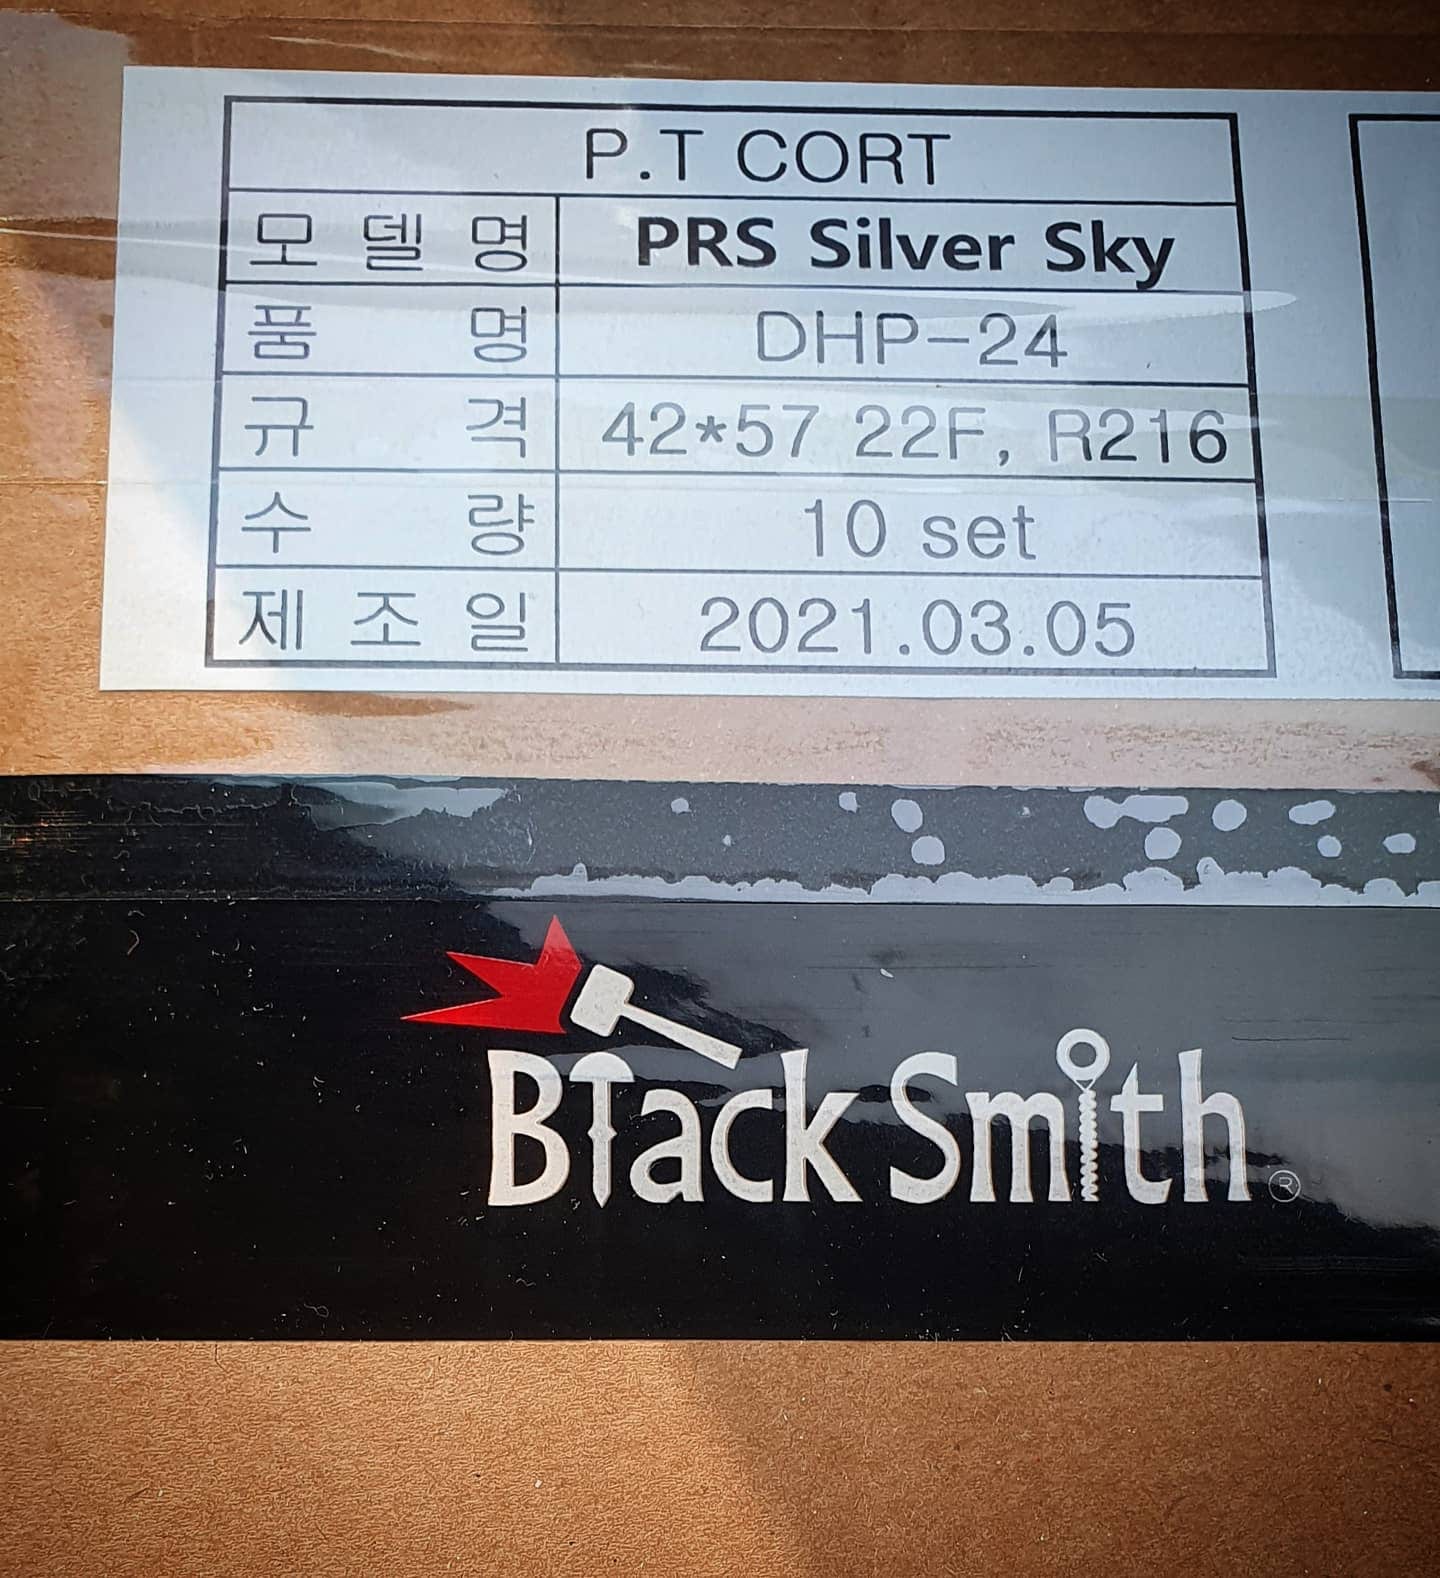 P.T CORT
모델명 PRS Silver Sky
품명 DHP-24
규격 42*57 22F, R216
수량 10 set
제조일 2021.03.05
BlackSmith®